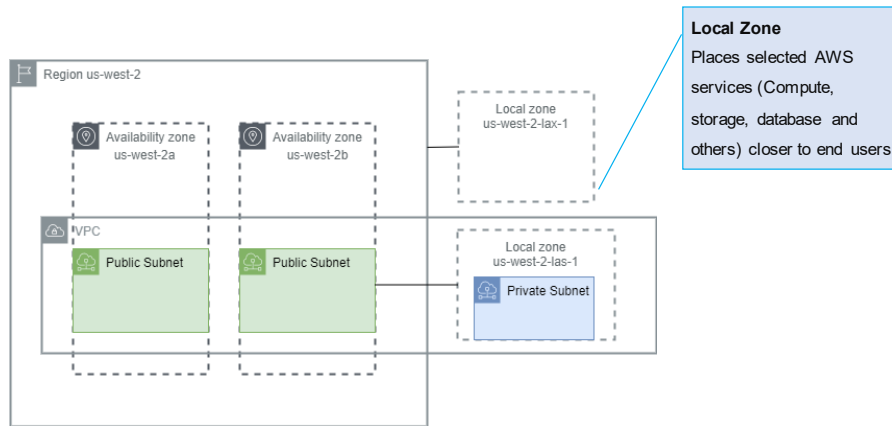 Local Zone
Places selected AWS
services (Compute,
storage, database and
others) closer to end users
Region us-west-2
Local zone
us-west-2-lax-1
Availability zone
us-west-2a
Availability zone
us-west-2b
VPC
Public Subnet
Public Subnet
Local zone
us-west-2-las-1
Private Subnet